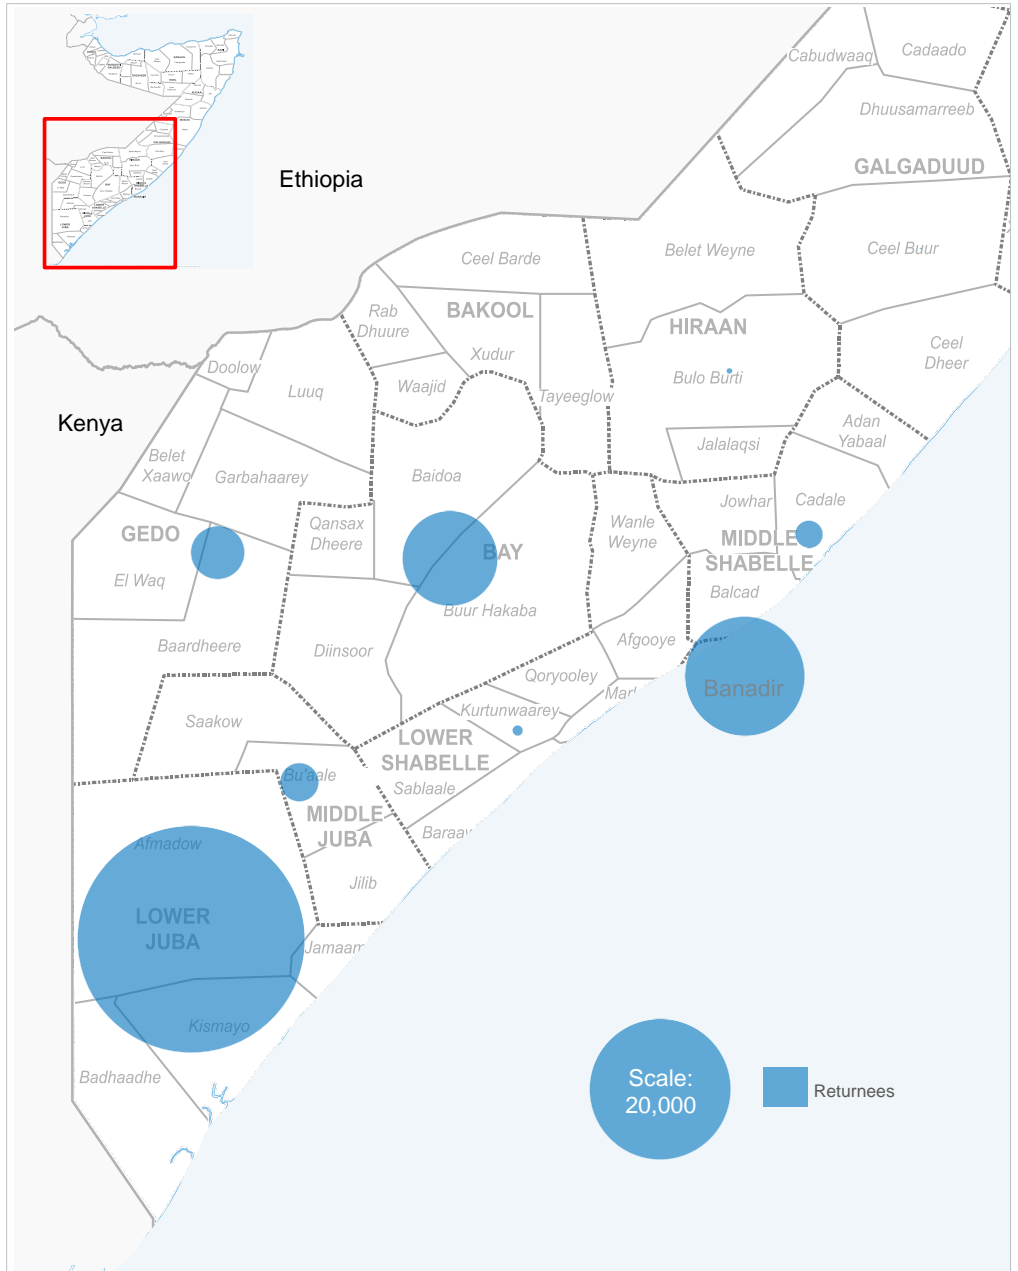 Cabudwaaq
Cadaado
Dhuusamarreeb
GALGADUUD
Ethiopia
Ceel Barde
Belet Weyne
Ceel Buur
Rab
Dhuure
BAKOOL
HIRAAN
Xudur
Ceel
Dheer
Doolow
Luuq
Waajid
Tayeeglow
Bulo Burti
Kenya
Adan
Yabaal
Belet
Xaawo
Garbahaarey
Baidoa
Jalalaqsi
Qansax
Dheere
Wanle
Weyne
Jowhar
Cadale
GEDO
BAY
MIDDLE
SHABELLE
El Waq
Buur Hakaba
Balcad
Baardheere
Diinsoor
Afgooye
Qoryooley
Banadir
Saakow
Kurtunwaarey
LOWER
SHABELLE
Bu'aale
Sablaale
MIDDLE
JUBA
Afmadow
Jilib
LOWER
JUBA
Jamaam
Kismayo
Badhaadhe
Scale:
20,000
Returnees